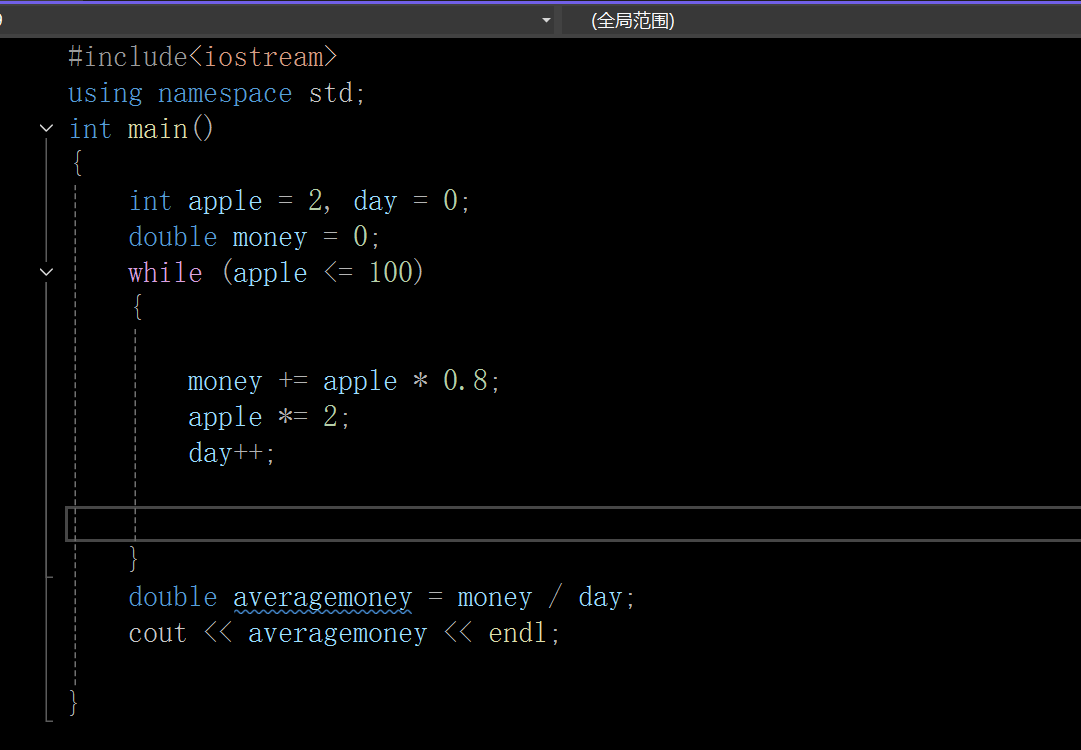 (全局范围)
#include<iostream>
using namespace std;
int main()
{
int apple = 2, day = 0;
double money = 0;
while (apple <= 100)
{
money += apple * 0.8;
apple *= 2;
day++;
}
double averagemoney = money / day;
cout << averagemoney << endl;
}